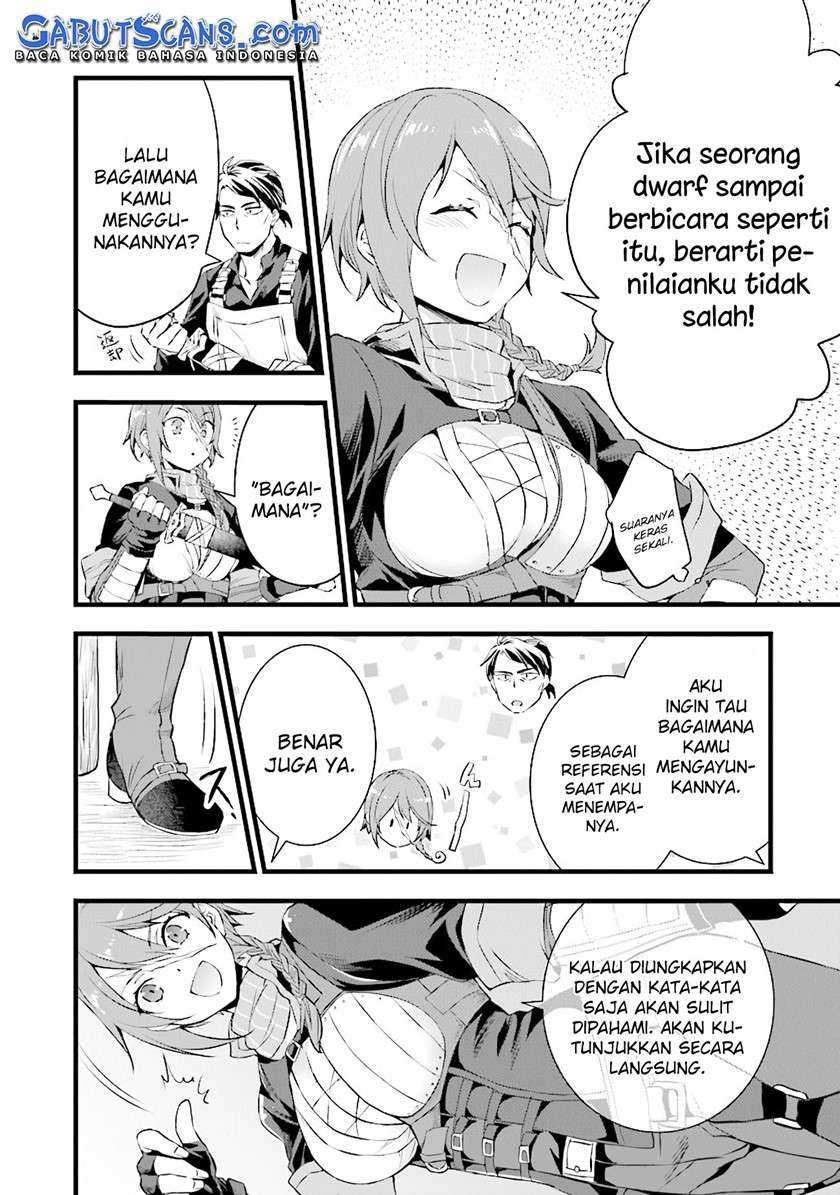 GabutScans.com
BACA KOMIK BAHASA INDONESIA
Jika seorang
dwarf sampai
berbicara seperti
itu, berarti pe-
nilaianku tidak
salah!
SUARANYA
KERAS
SEKALI.
LALU
BAGAIMANA
KAMU
MENGGU-
NAKANNYA?
返却
"BAGAI-
MANA"?
AKU
INGIN TAU
BAGAIMANA
KAMU
MENGAYUN-
KANNYA.
SEBAGAI
REFERENSI
SAAT AKU
MENEMPA-
NYA.
BENAR
JUGA YA.
KALAU DIUNGKAPKAN
DENGAN KATA-KATA
SAJA AKAN SULIT
DIPAHAMI. AKAN KU-
TUNJUKKAN SECARA
LANGSUNG.